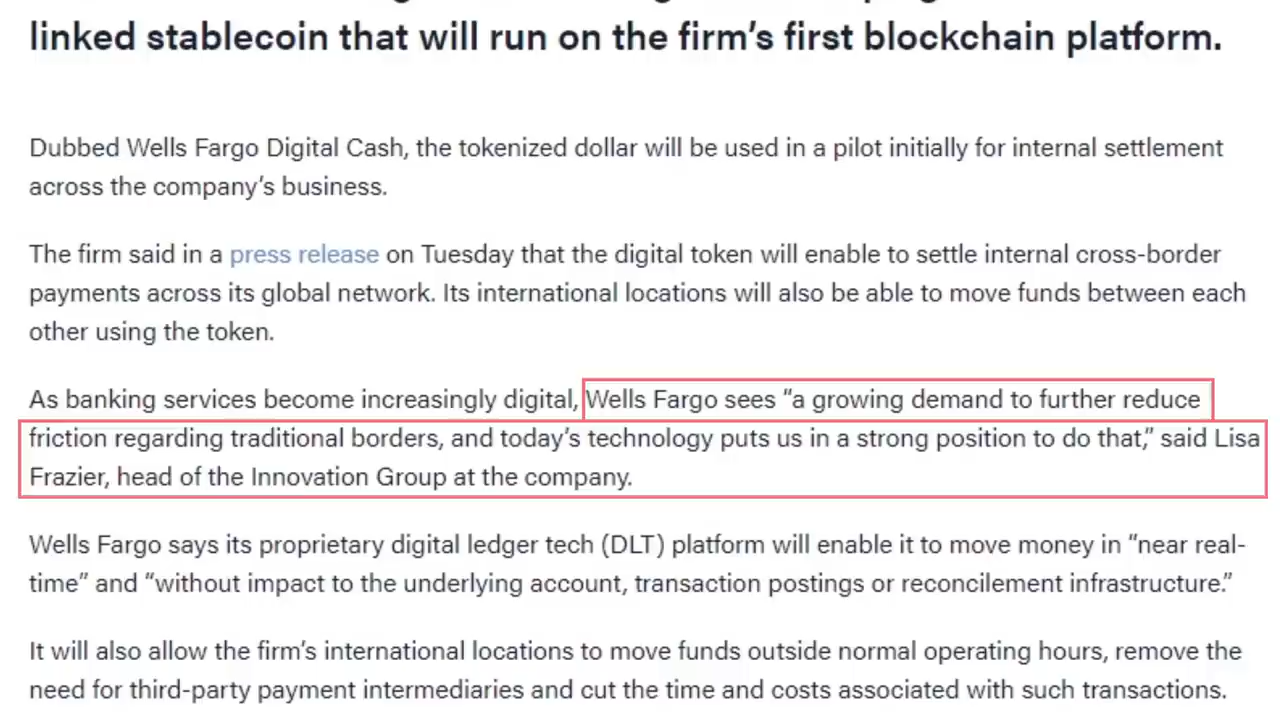 linked stablecoin that will run on the firm's first blockchain platform.
Dubbed Wells Fargo Digital Cash, the tokenized dollar will be used in a pilot initially for internal settlement
across the company's business.
The firm said in a press release on Tuesday that the digital token will enable to settle internal cross-border
payments across its global network. Its international locations will also be able to move funds between each
other using the token.
As banking services become increasingly digital, Wells Fargo sees “a growing demand to further reduce
friction regarding traditional borders, and today's technology puts us in a strong position to do that,” said Lisa
Frazier, head of the Innovation Group at the company.
Wells Fargo says its proprietary digital ledger tech (DLT) platform will enable it to move money in “near real-
time” and “without impact to the underlying account, transaction postings or reconcilement infrastructure.”
It will also allow the firm's international locations to move funds outside normal operating hours, remove the
need for third-party payment intermediaries and cut the time and costs associated with such transactions.